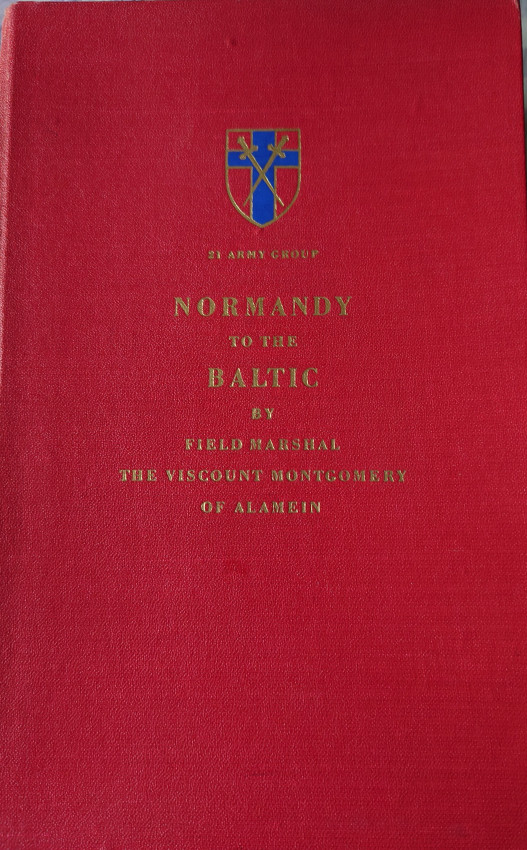 21 ARMY GROUP
NORMANDY
TO THE
BALTIC
BY
FIELD MARSHAL
THE VISCOUNT MONTGOMERY
OF ALAMEIN